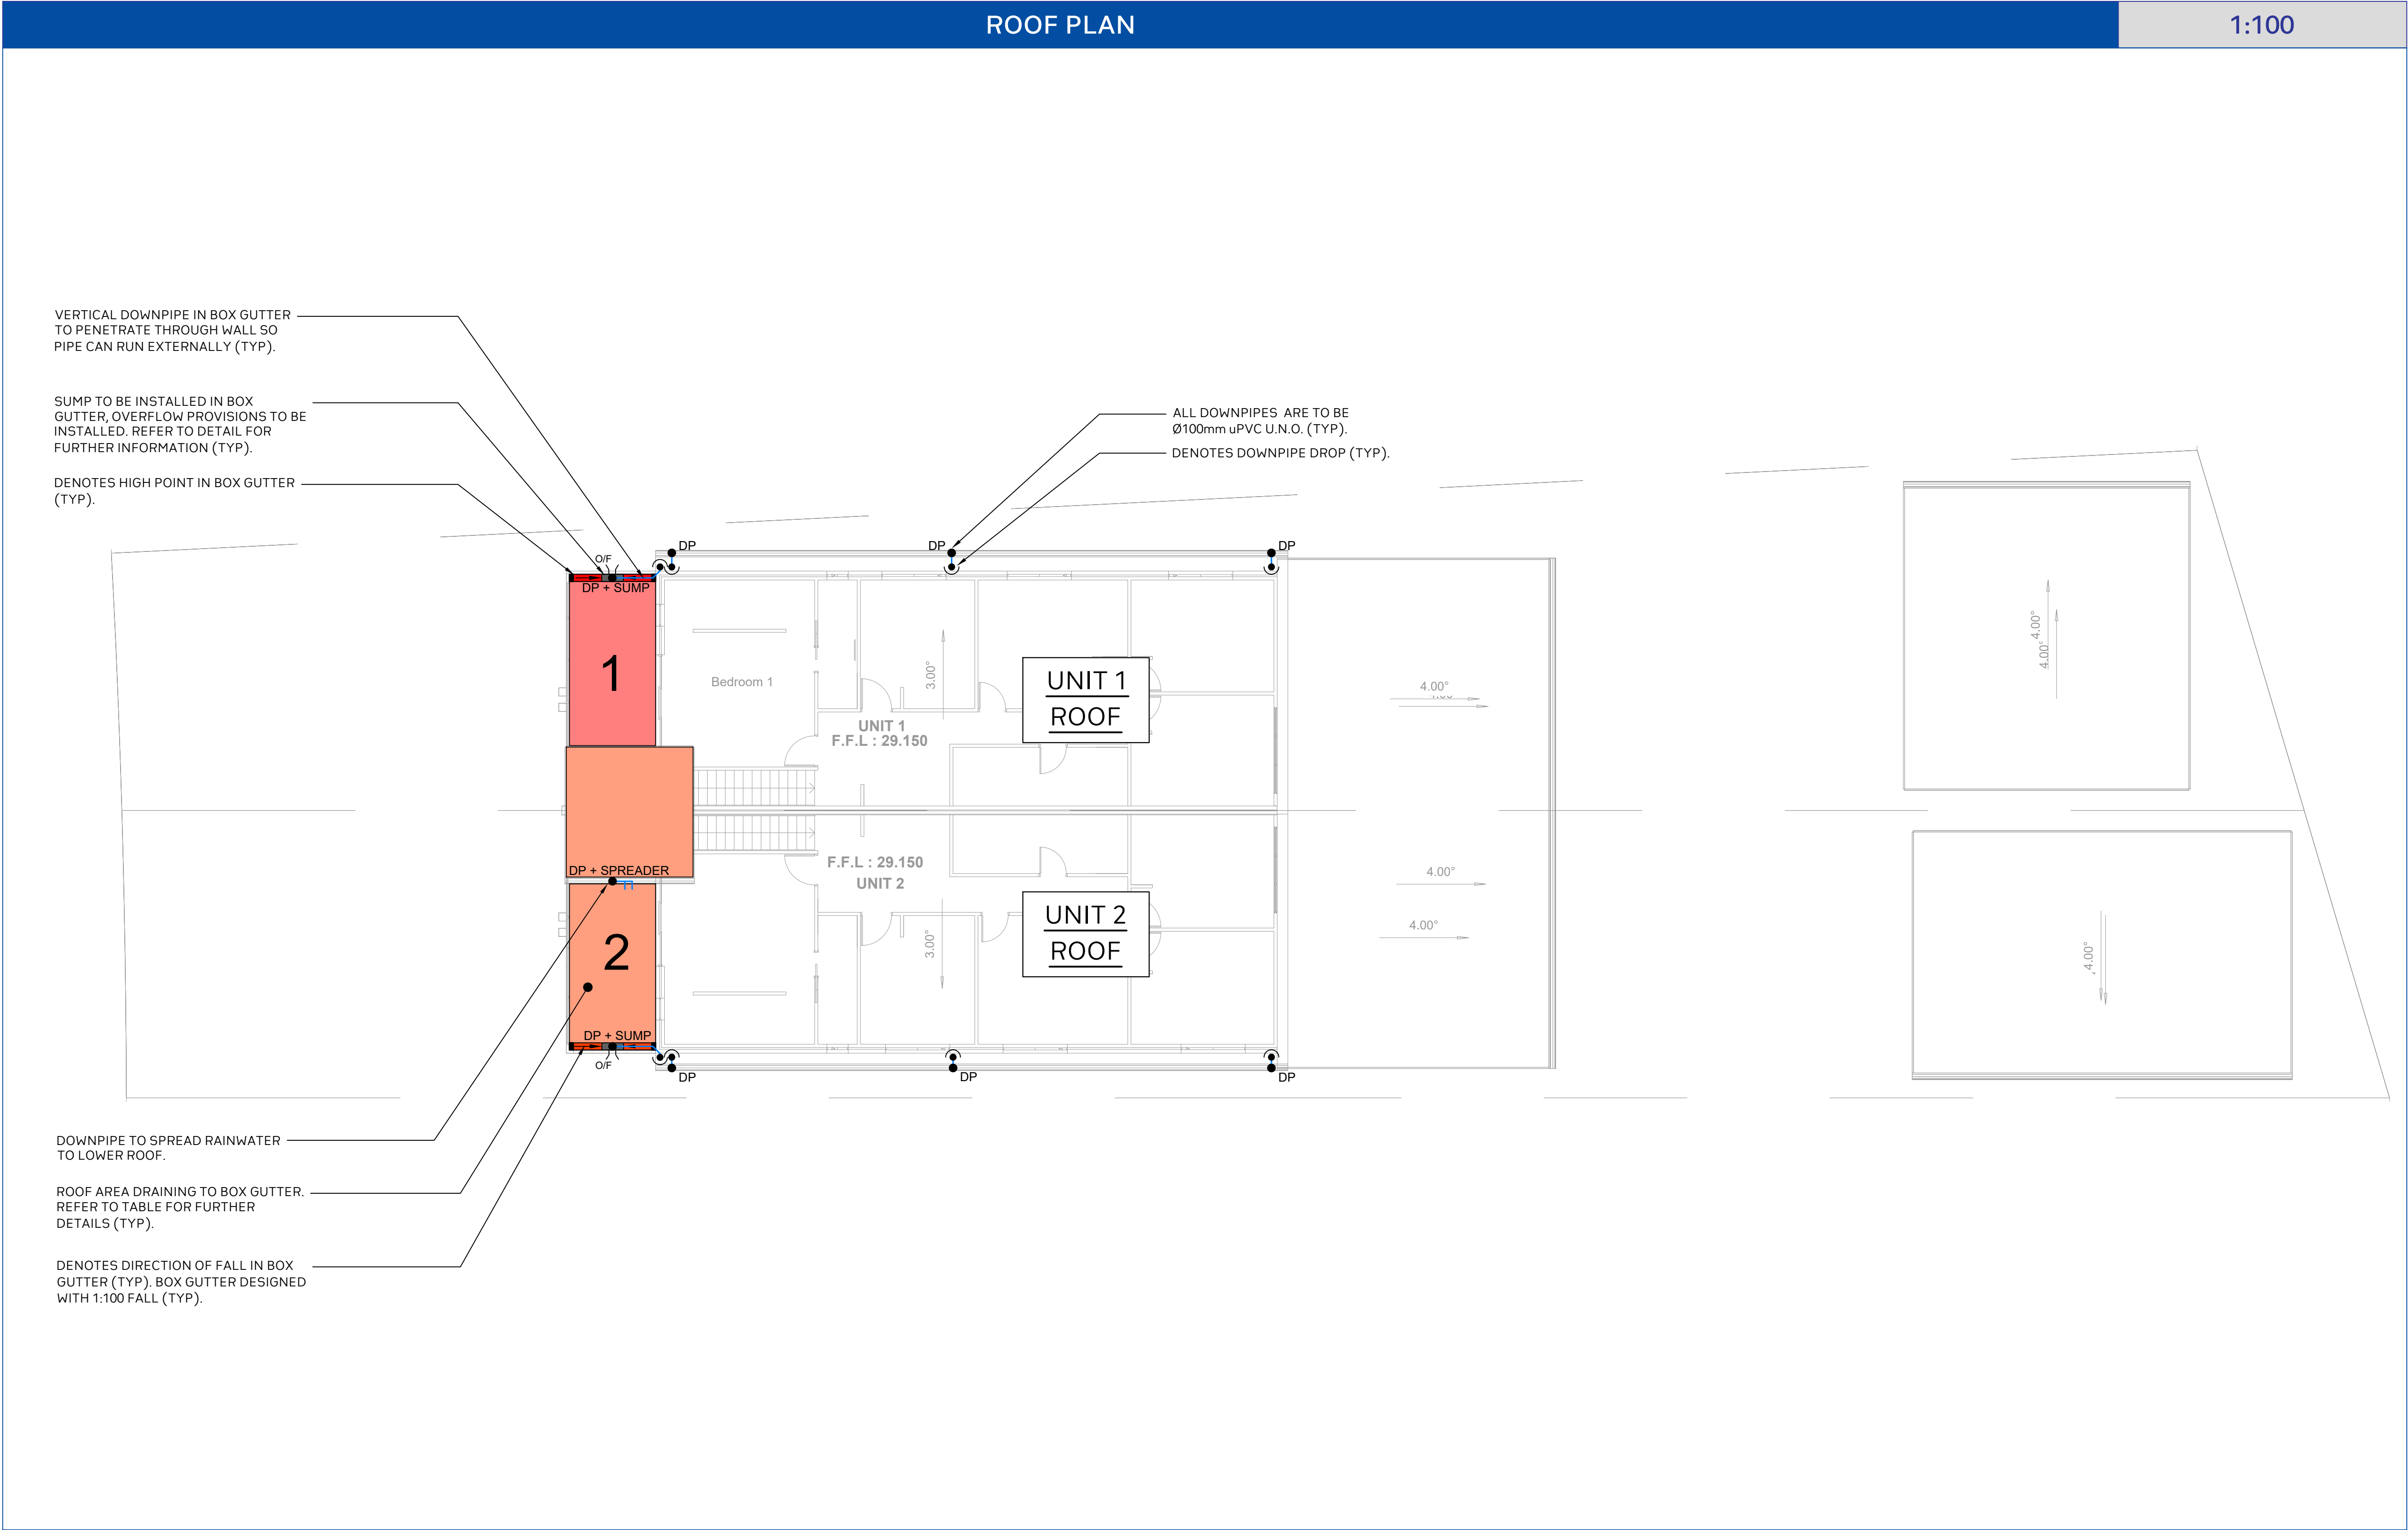 ROOF PLAN
1:100
VERTICAL DOWNPIPE IN BOX GUTTER
TO PENETRATE THROUGH WALL SO
PIPE CAN RUN EXTERNALLY (TYP).
SUMP TO BE INSTALLED IN BOX
GUTTER, OVERFLOW PROVISIONS TO BE
INSTALLED. REFER TO DETAIL FOR
FURTHER INFORMATION (TYP).
DENOTES HIGH POINT IN BOX GUTTER
(TYP).
ALL DOWNPIPES ARE TO BE
Ø100mm uPVC U.N.O. (TYP).
DENOTES DOWNPIPE DROP (TYP).
DP
DP
DP
O/F
DP + SUMP
1
Bedroom 1
3.00°
UNIT 1
F.F.L : 29.150
UNIT 1
ROOF
4.00°
4.00°
4.00°
DP + SPREADER
F.F.L : 29.150
UNIT 2
2
3.00°
UNIT 2
ROOF
4.00°
4.00°
4.00°
DP + SUMP
O/F
DP
DP
DP
DOWNPIPE TO SPREAD RAINWATER
TO LOWER ROOF.
ROOF AREA DRAINING TO BOX GUTTER.
REFER TO TABLE FOR FURTHER
DETAILS (TYP).
DENOTES DIRECTION OF FALL IN BOX
GUTTER (TYP). BOX GUTTER DESIGNED
WITH 1:100 FALL (TYP).